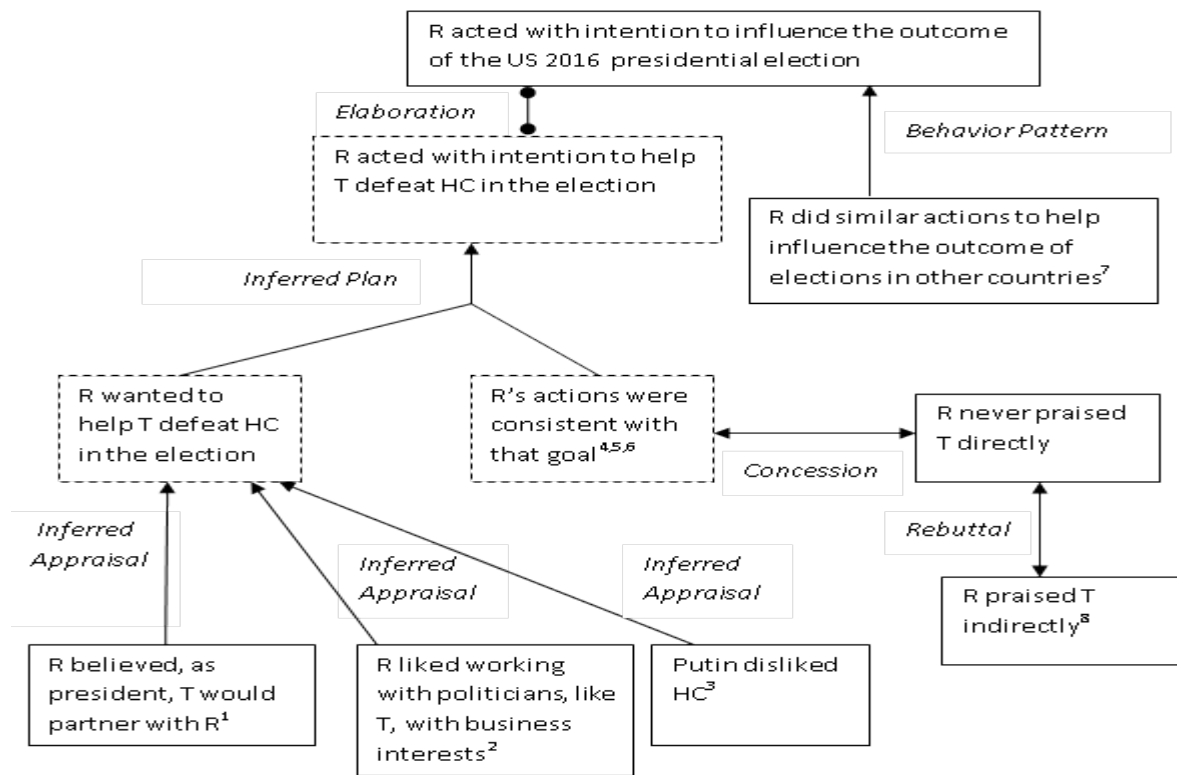 R acted with intention to influence the outcome
of the US 2016 presidential election
Elaboration
Behavior Pattern
R acted with intention to help
T defeat HC in the election
R did similar actions to help
influence the outcome of
elections in other countries⁷
Inferred Plan
R wanted to
help T defeat HC
in the election
R's actions were
consistent with
that goal⁴,⁵,⁶
R never praised
T directly
Concession
Inferred
Appraisal
Inferred
Appraisal
Inferred
Appraisal
Rebuttal
R praised T
indirectly⁸
R believed, as
president, T would
partner with R¹
R liked working
with politicians, like
T, with business
interests²
Putin disliked
HC³